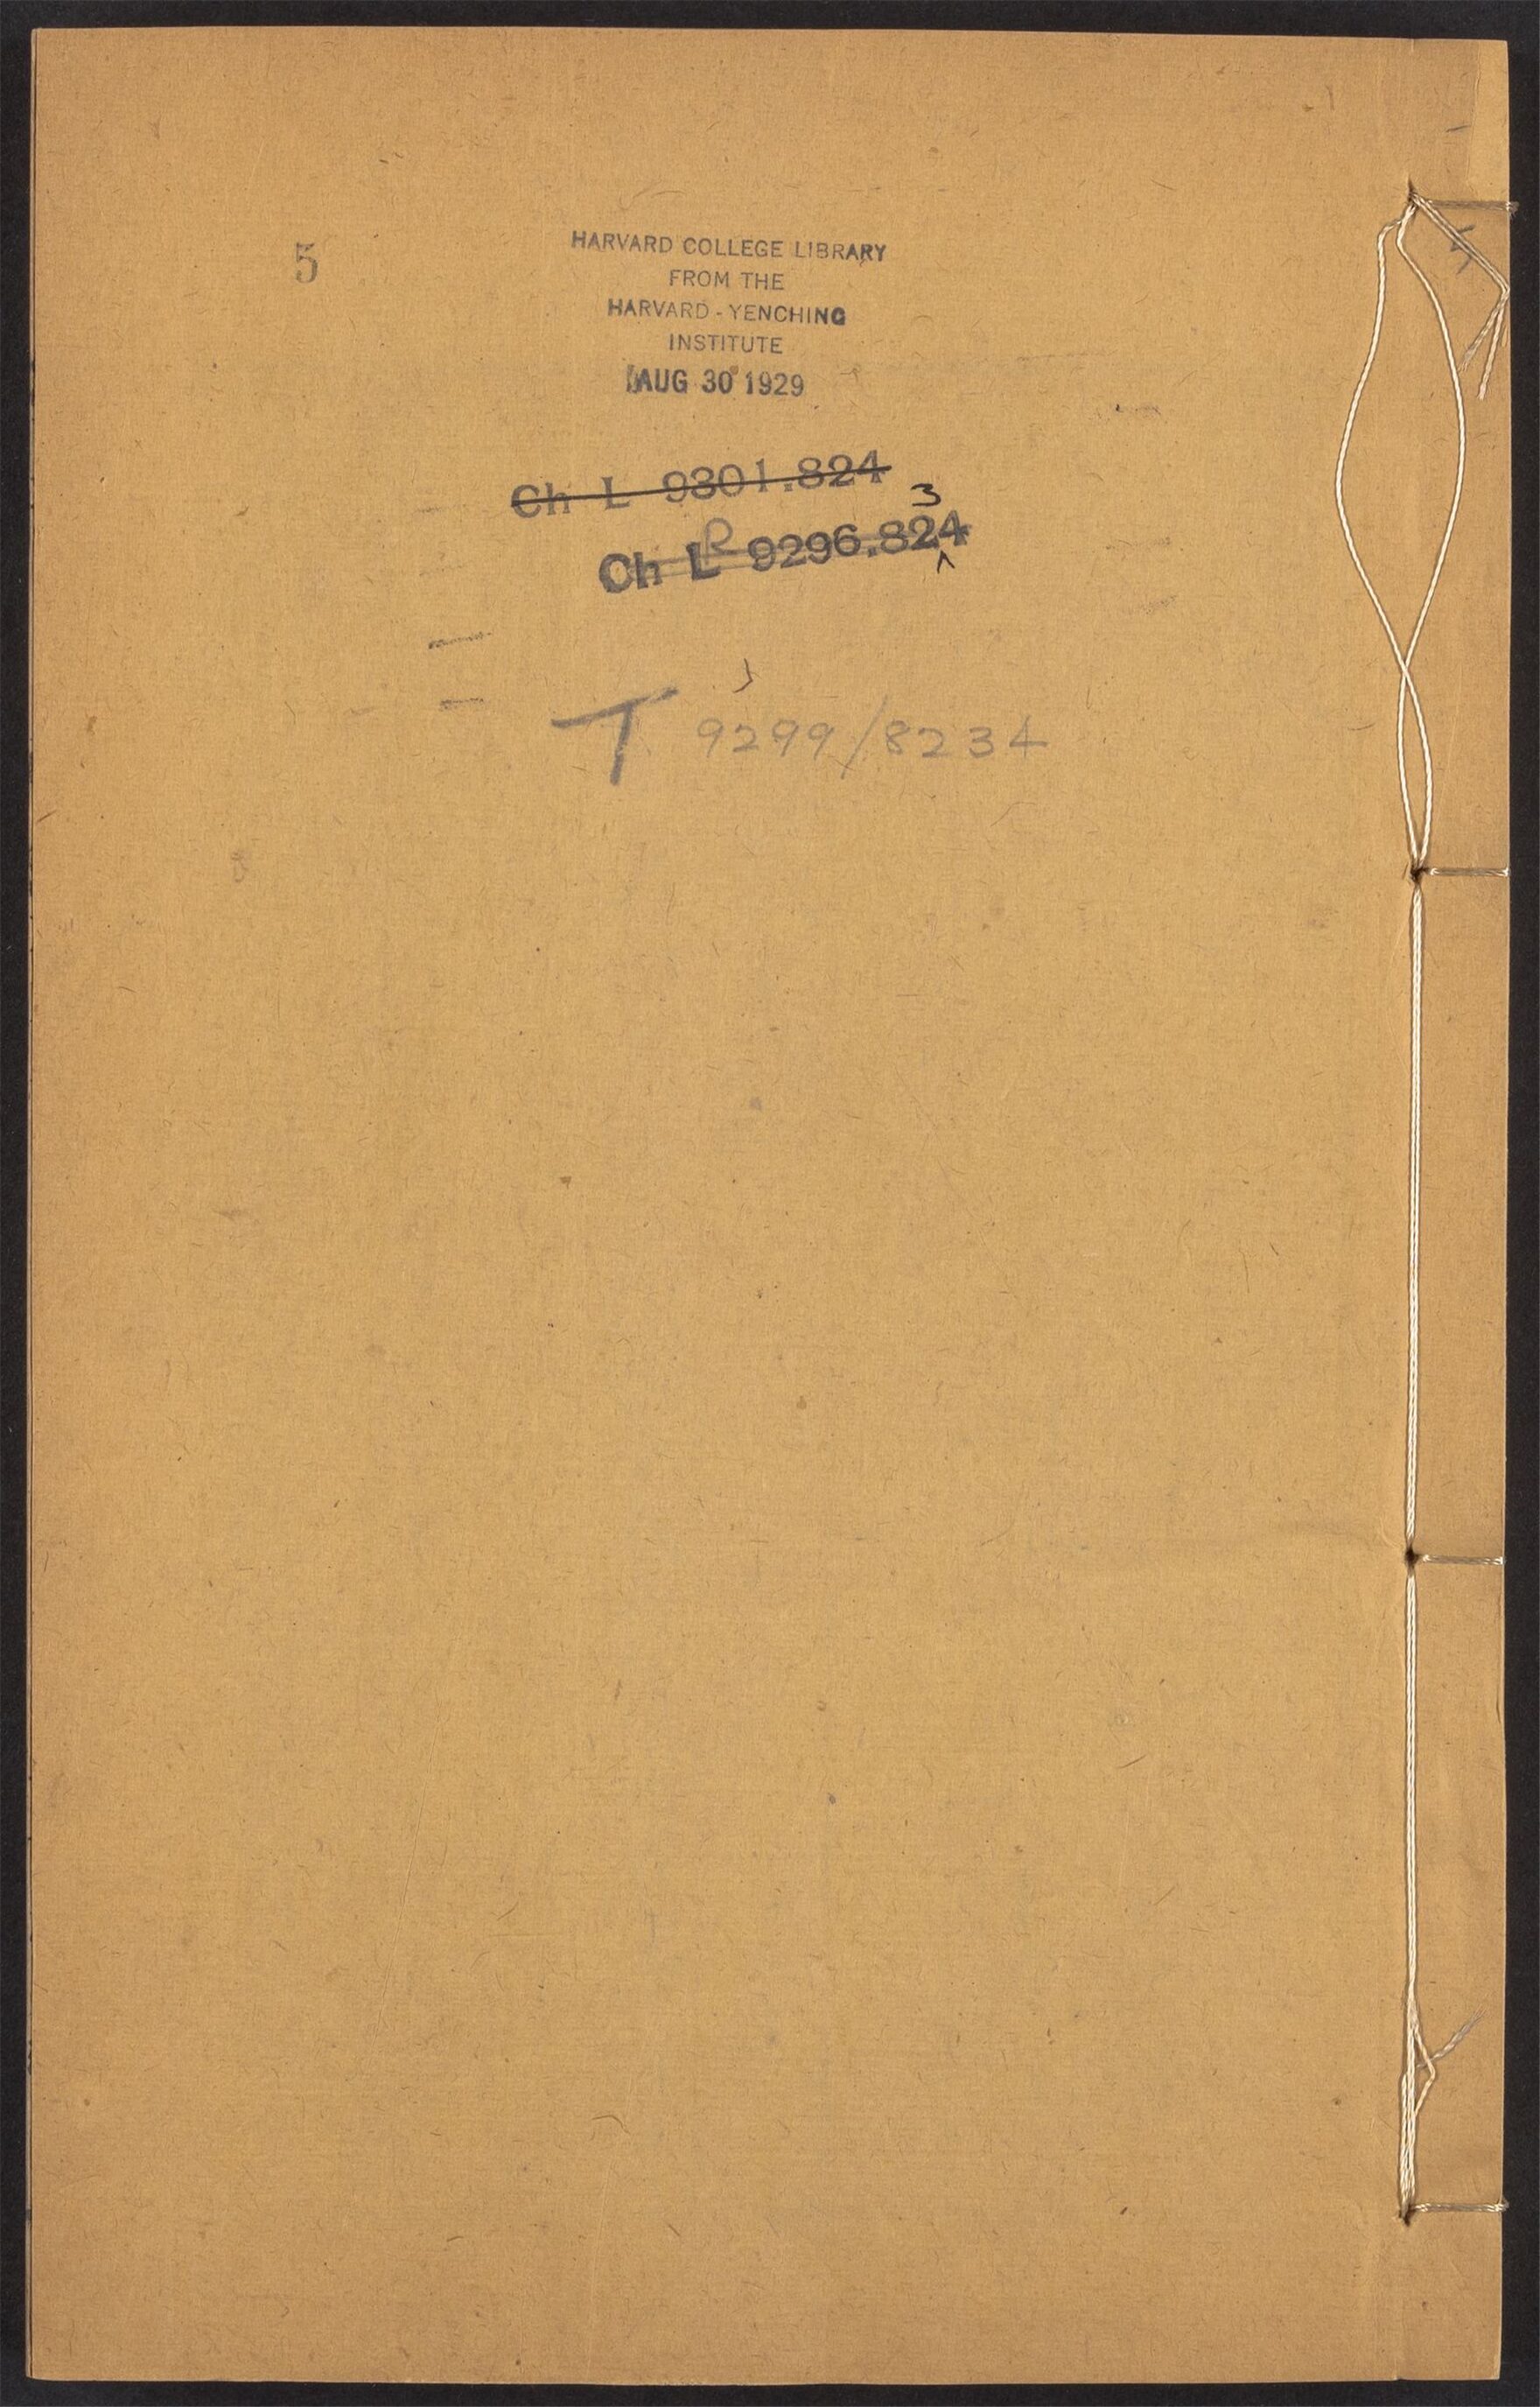 5
HARVARD COLLEGE LIBRARY
FROM THE
HARVARD-YENCHING
INSTITUTE
AUG 30 1929
Ch L 9301.824
3
Ch L 9296.824
T 9299/8234